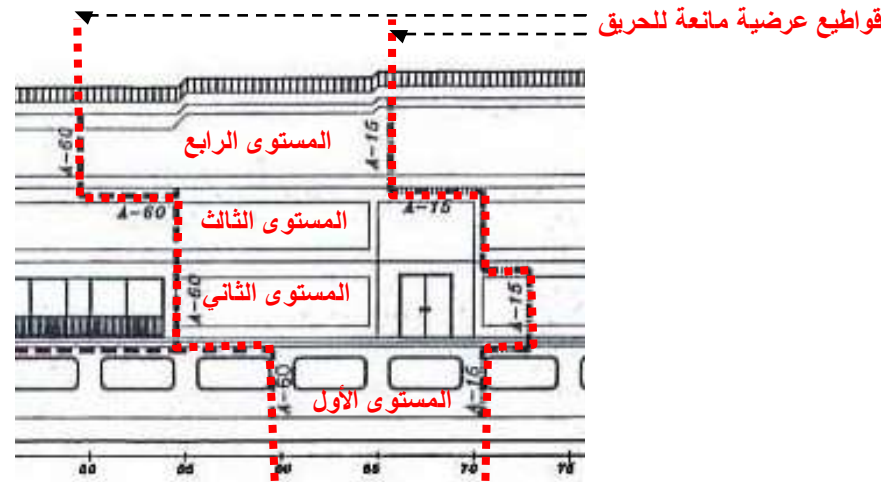 قواطيع عرضية مانعة للحريق
المستوى الرابع
A-60
A-15
A-60
A-15
المستوى الثالث
المستوى الثاني
A-60
A-15
المستوى الأول
A-60
A-15
65
70
75